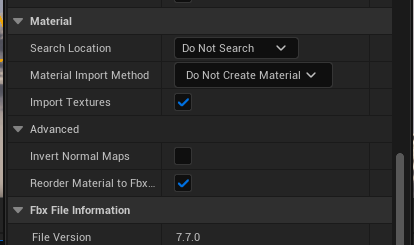 Material
Search Location Do Not Search
Material Import Method Do Not Create Material
Import Textures
Advanced
Invert Normal Maps
Reorder Material to Fbx...
Fbx File Information
File Version 7.7.0